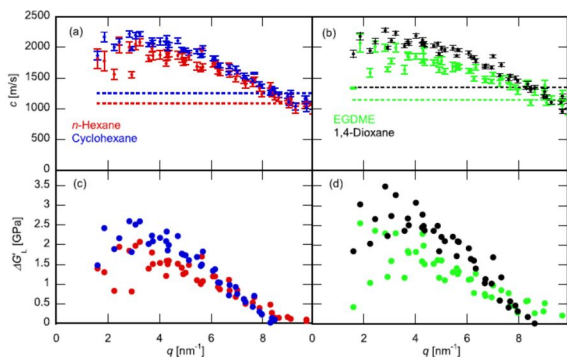 (a)
(b)
2500
2000
1500
1000
500
0
c [m/s]
n-Hexane
Cyclohexane
EGDME
1,4-Dioxane
(c)
(d)
3.5
3
2.5
2
1.5
1
0.5
0
ΔG'L [GPa]
0 2 4 6 8 0 2 4 6 8
q [nm⁻¹] q [nm⁻¹]